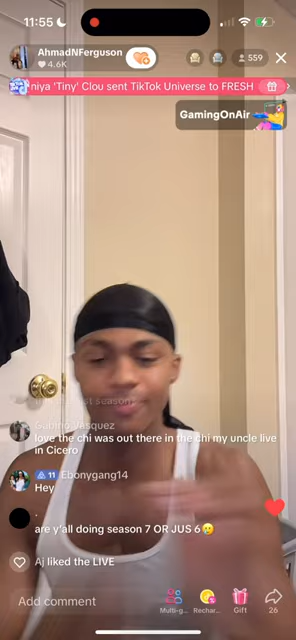 11:55
AhmadNFerguson
4.6K
559
niya 'Tiny' Clou sent TikTok Universe to FRESH
GamingOnAir
Gabino Vasquez
love the chi was out there in the chi my uncle live
in Cicero
11 Ebonygang14
Hey
.
are y'all doing season 7 OR JUS 6😢
Aj liked the LIVE
Add comment
Multi-g...
Rechar...
Gift
26